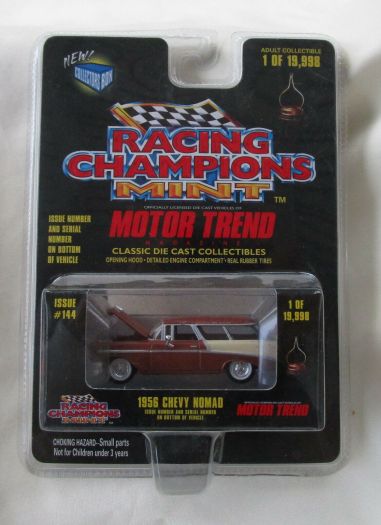 NEW!
COLLECTORS BOX
ADULT COLLECTIBLE
1 OF 19,998
RACING
CHAMPIONS
MINT™
OFFICIALLY LICENSED DIE CAST VEHICLES OF
MOTOR TREND
MAGAZINE
CLASSIC DIE CAST COLLECTIBLES
OPENING HOOD • DETAILED ENGINE COMPARTMENT • REAL RUBBER TIRES
ISSUE NUMBER
AND SERIAL
NUMBER
ON BOTTOM
OF VEHICLE
ISSUE
#144
1 OF
19,998
RACING
CHAMPIONS
1956 CHEVY NOMAD
ISSUE NUMBER AND SERIAL NUMBER
ON BOTTOM OF VEHICLE
MOTOR TREND
CHOKING HAZARD–Small parts
Not for Children under 3 years